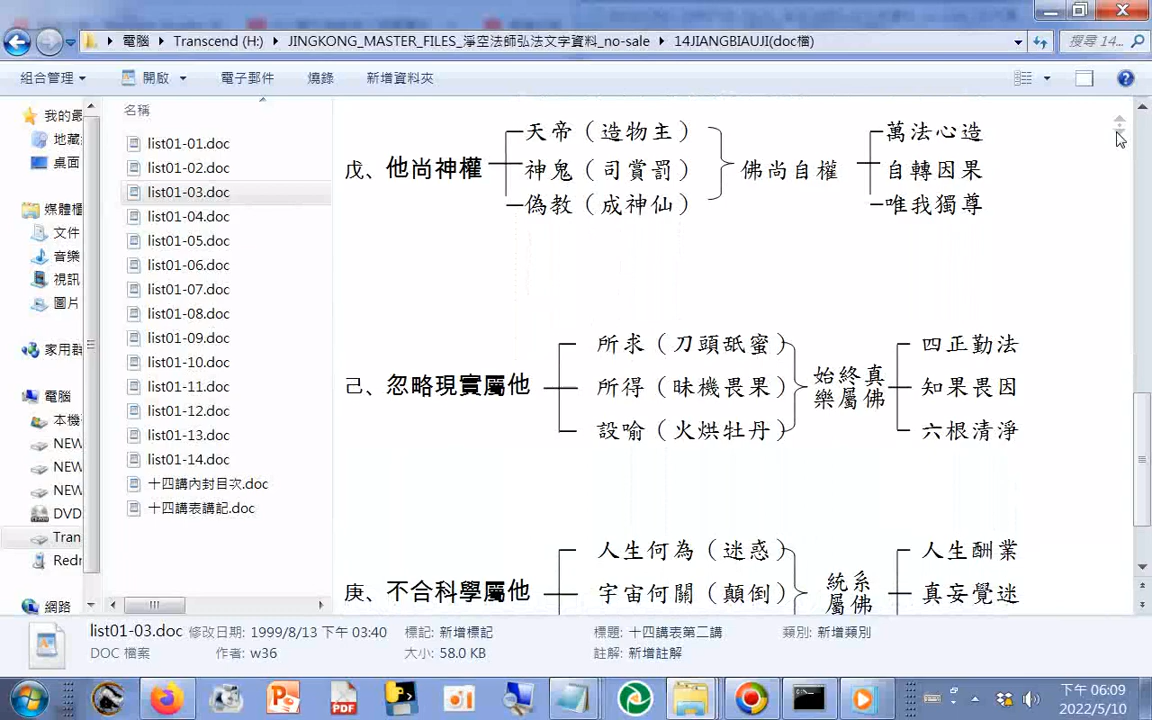 電腦 ▸ Transcend (H:) ▸ JINGKONG_MASTER_FILES_淨空法師弘法文字資料_no-sale ▸ 14JIANGBIAUJI(doc檔)
搜尋 14...
組合管理 開啟 電子郵件 燒錄 新增資料夾
我的最
地藏
桌面
媒體櫃
文件
音樂
視訊
圖片
家用群
電腦
本機
NEW
NEW
NEW
DVD
Tran
Redr
網路
名稱
list01-01.doc
list01-02.doc
list01-03.doc
list01-04.doc
list01-05.doc
list01-06.doc
list01-07.doc
list01-08.doc
list01-09.doc
list01-10.doc
list01-11.doc
list01-12.doc
list01-13.doc
list01-14.doc
十四講內封目次.doc
十四講表講記.doc
戊、他尚神權
天帝（造物主）
神鬼（司賞罰）
偽教（成神仙）
佛尚自權
萬法心造
自轉因果
唯我獨尊
己、忽略現實屬他
所求（刀頭舐蜜）
所得（昧機畏果）
設喻（火烘牡丹）
始終真
樂屬佛
四正勤法
知果畏因
六根清淨
庚、不合科學屬他
人生何為（迷惑）
宇宙何關（顛倒）
統系
屬佛
人生酬業
真妄覺迷
list01-03.doc 修改日期: 1999/8/13 下午 03:40 標記: 新增標記 標題: 十四講表第二講 類別: 新增類別
DOC 檔案 作者: w36 大小: 58.0 KB 註解: 新增註解
PDF
下午 06:09
2022/5/10